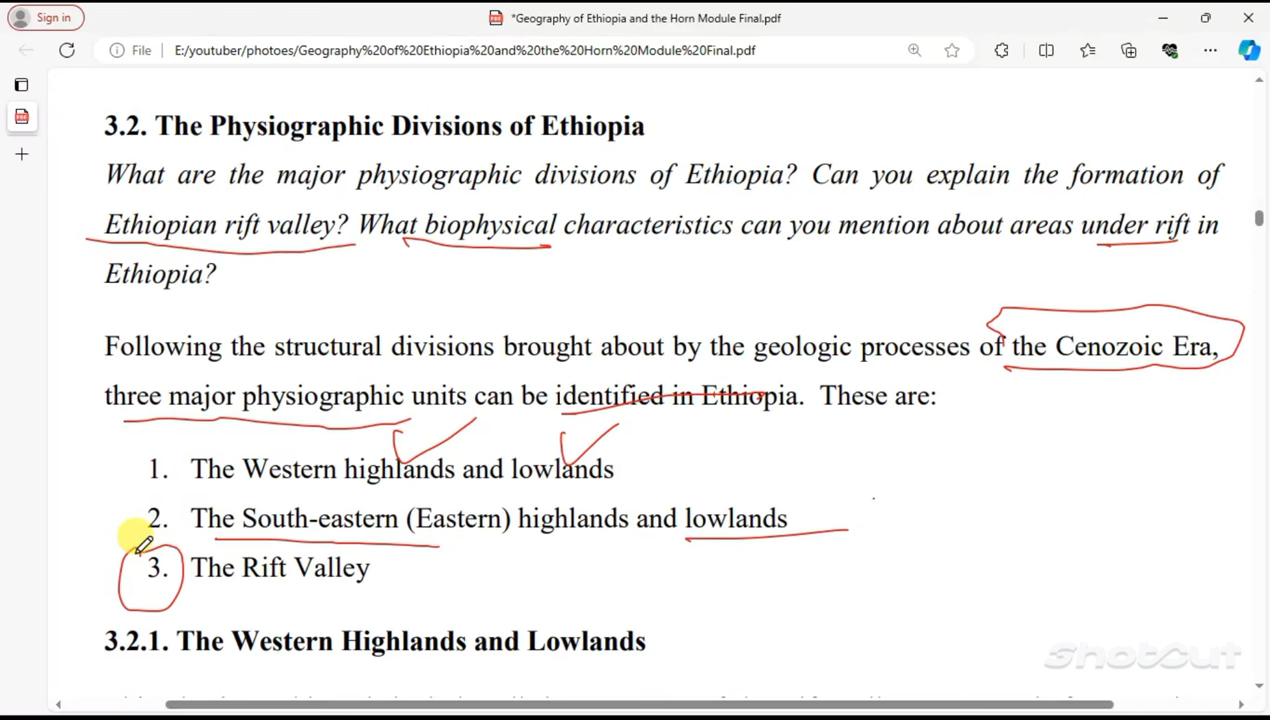 Sign in
*Geography of Ethiopia and the Horn Module Final.pdf
File
E:/youtuber/photoes/Geography%20of%20Ethiopia%20and%20the%20Horn%20Module%20Final.pdf
3.2. The Physiographic Divisions of Ethiopia
What are the major physiographic divisions of Ethiopia? Can you explain the formation of
Ethiopian rift valley? What biophysical characteristics can you mention about areas under rift in
Ethiopia?
Following the structural divisions brought about by the geologic processes of the Cenozoic Era,
three major physiographic units can be identified in Ethiopia. These are:
1. The Western highlands and lowlands
2. The South-eastern (Eastern) highlands and lowlands
3. The Rift Valley
3.2.1. The Western Highlands and Lowlands
Shotcut